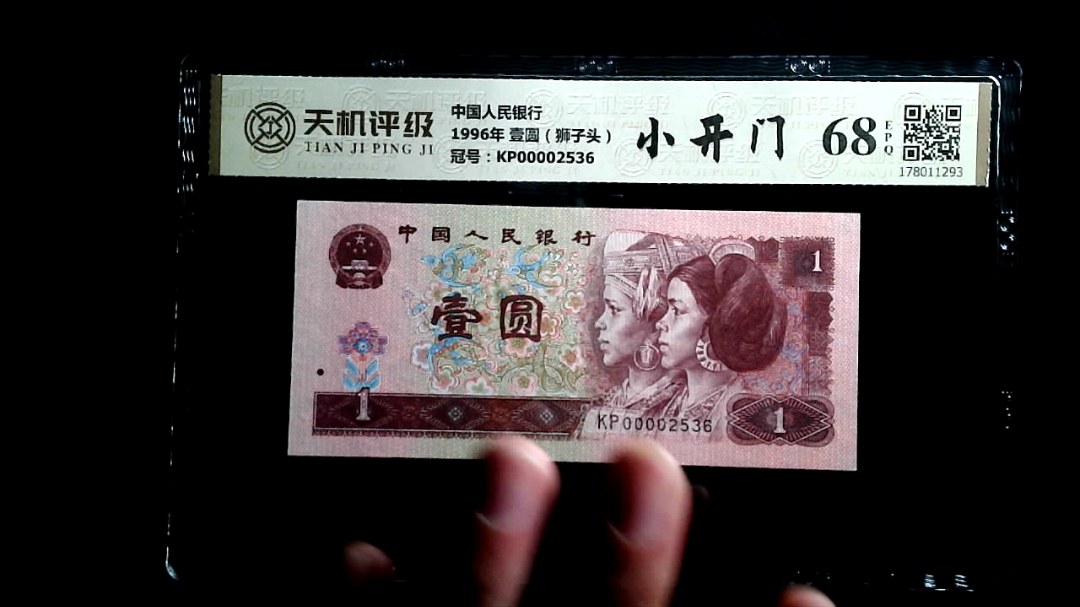 天机评级
TIAN JI PING JI
中国人民银行
1996年 壹圆（狮子头）
冠号：KP00002536
小开门
68
EPQ
178011293
中国人民银行
壹圆
1
1
KP00002536
1